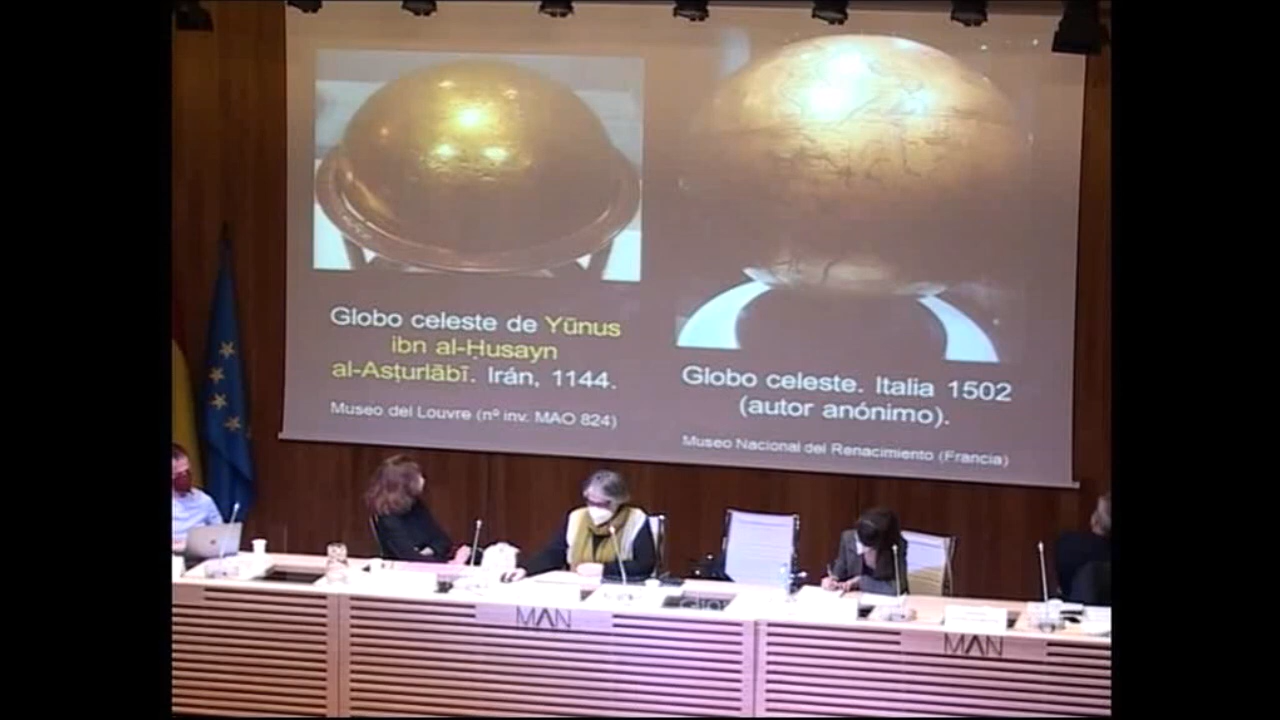 Globo celeste de Yūnus
ibn al-Ḥusayn
al-Asṭurlābī. Irán, 1144.
Museo del Louvre (nº inv. MAO 824)
Globo celeste. Italia 1502
(autor anónimo).
Museo Nacional del Renacimiento (Francia)
MAN
MAN